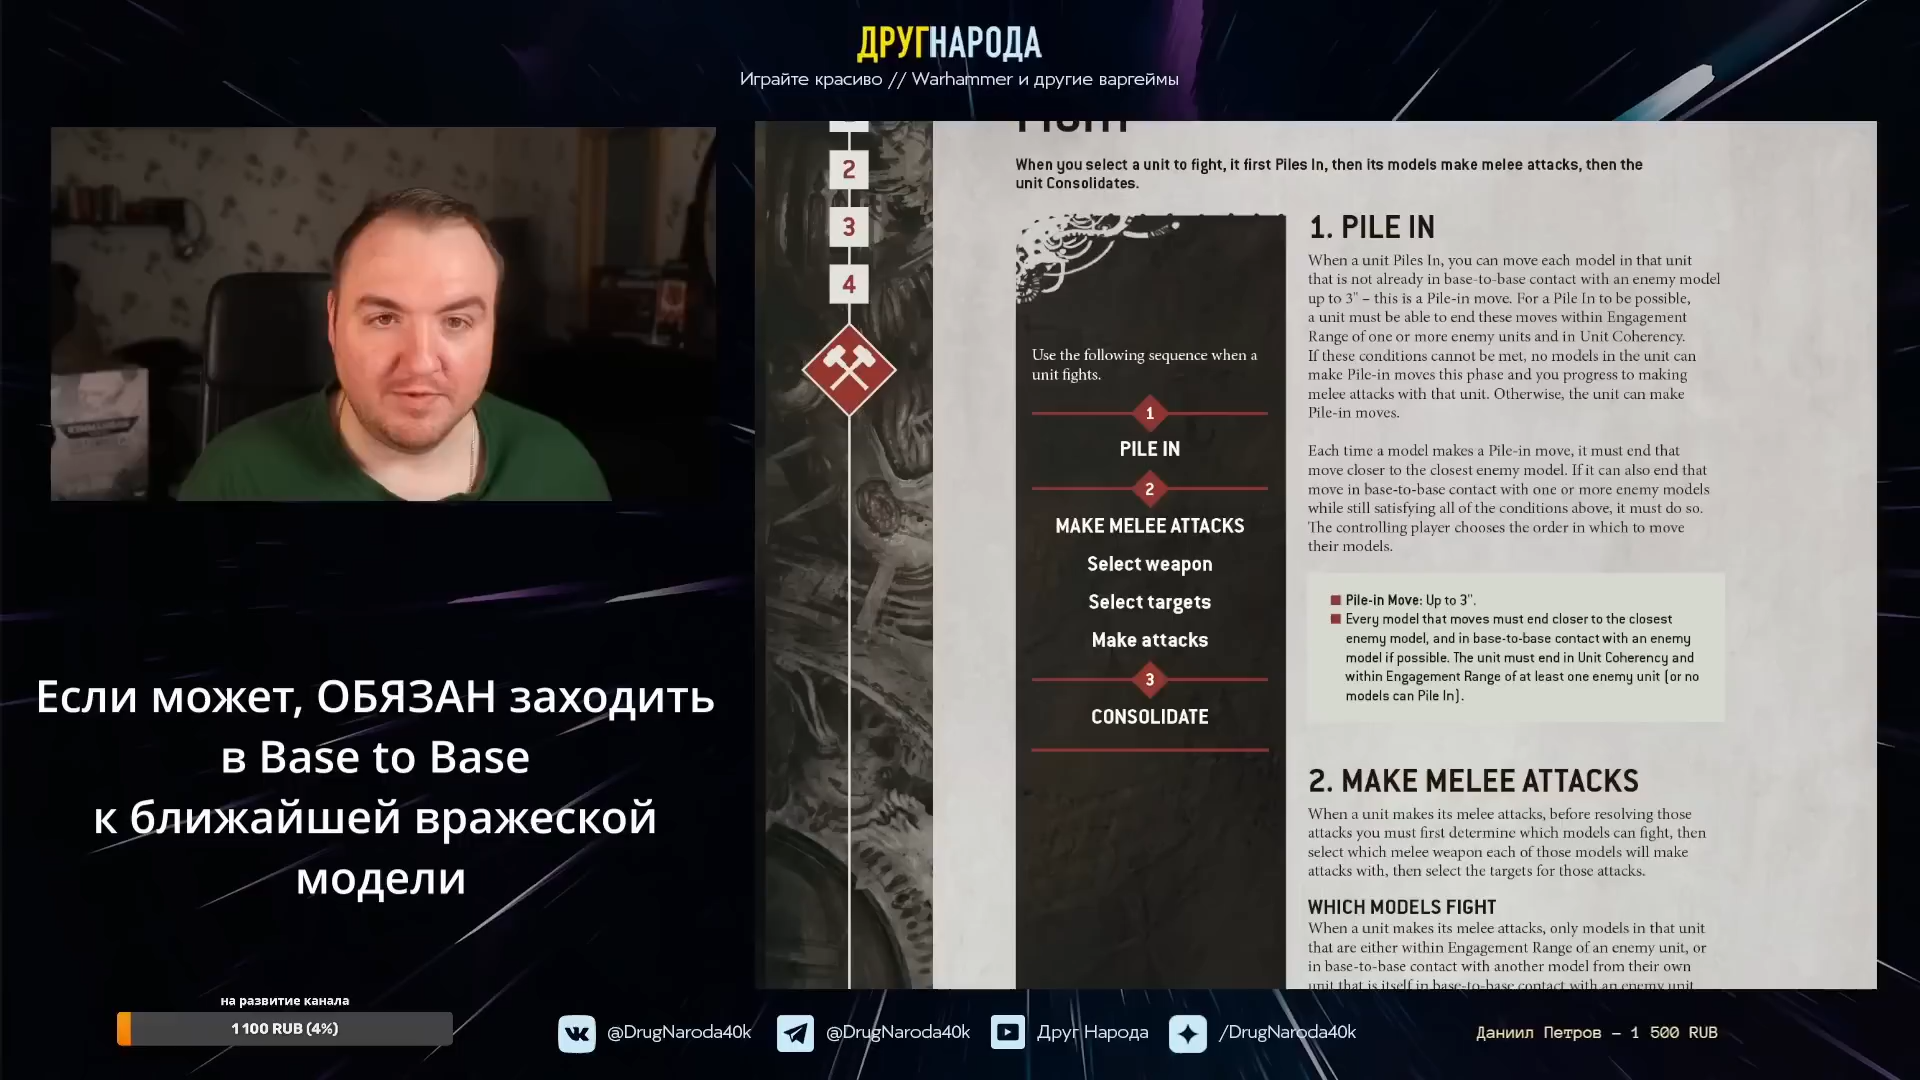 ДРУГНАРОДА
Играйте красиво // Warhammer и другие варгеймы
2
3
4
FIGHT
When you select a unit to fight, it first Piles In, then its models make melee attacks, then the
unit Consolidates.
Use the following sequence when a
unit fights.
1
PILE IN
2
MAKE MELEE ATTACKS
Select weapon
Select targets
Make attacks
3
CONSOLIDATE
1. PILE IN
When a unit Piles In, you can move each model in that unit
that is not already in base-to-base contact with an enemy model
up to 3" – this is a Pile-in move. For a Pile In to be possible,
a unit must be able to end these moves within Engagement
Range of one or more enemy units and in Unit Coherency.
If these conditions cannot be met, no models in the unit can
make Pile-in moves this phase and you progress to making
melee attacks with that unit. Otherwise, the unit can make
Pile-in moves.
Each time a model makes a Pile-in move, it must end that
move closer to the closest enemy model. If it can also end that
move in base-to-base contact with one or more enemy models
while still satisfying all of the conditions above, it must do so.
The controlling player chooses the order in which to move
their models.
Pile-in Move: Up to 3".
Every model that moves must end closer to the closest
enemy model, and in base-to-base contact with an enemy
model if possible. The unit must end in Unit Coherency and
within Engagement Range of at least one enemy unit (or no
models can Pile In).
2. MAKE MELEE ATTACKS
When a unit makes its melee attacks, before resolving those
attacks you must first determine which models can fight, then
select which melee weapon each of those models will make
attacks with, then select the targets for those attacks.
WHICH MODELS FIGHT
When a unit makes its melee attacks, only models in that unit
that are either within Engagement Range of an enemy unit, or
in base-to-base contact with another model from their own
unit that is itself in base-to-base contact with an enemy unit
Если может, ОБЯЗАН заходить
в Base to Base
к ближайшей вражеской
модели
на развитие канала
1 100 RUB (4%)
@DrugNaroda40k
@DrugNaroda40k
Друг Народа
/DrugNaroda40k
Даниил Петров – 1 500 RUB